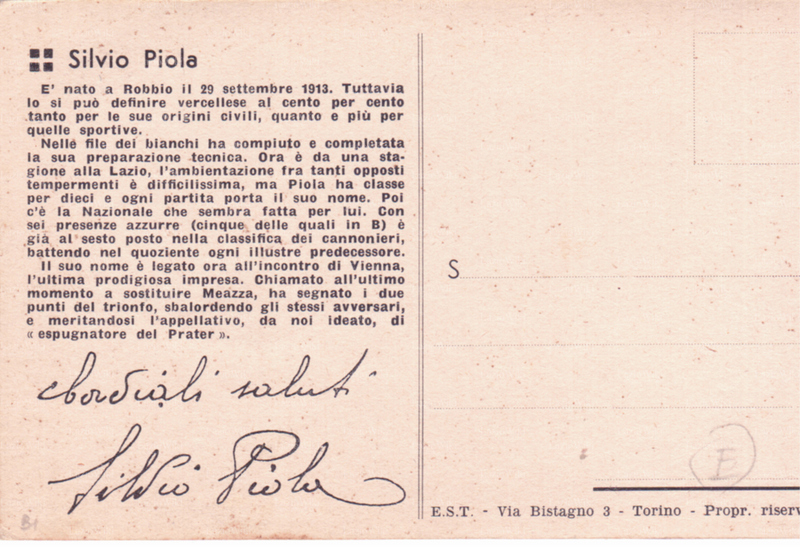 Silvio Piola
E' nato a Robbio il 29 settembre 1913. Tuttavia
lo si può definire vercellese al cento per cento
tanto per le sue origini civili, quanto e più per
quelle sportive.
Nelle file dei bianchi ha compiuto e completata
la sua preparazione tecnica. Ora è da una sta-
gione alla Lazio, l'ambientazione fra tanti opposti
tempermenti è difficilissima, ma Piola ha classe
per dieci e ogni partita porta il suo nome. Poi
c'è la Nazionale che sembra fatta per lui. Con
sei presenze azzurre (cinque delle quali in B) è
già al sesto posto nella classifica dei cannonieri,
battendo nel quoziente ogni illustre predecessore.
Il suo nome è legato ora all'incontro di Vienna,
l'ultima prodigiosa impresa. Chiamato all'ultimo
momento a sostituire Meazza, ha segnato i due
punti del trionfo, sbalordendo gli stessi avversari,
e meritandosi l'appellativo, da noi ideato, di
« espugnatore del Prater ».
Cordiali saluti
Silvio Piola
B1
S
E
E.S.T. - Via Bistagno 3 - Torino - Propr. riserv